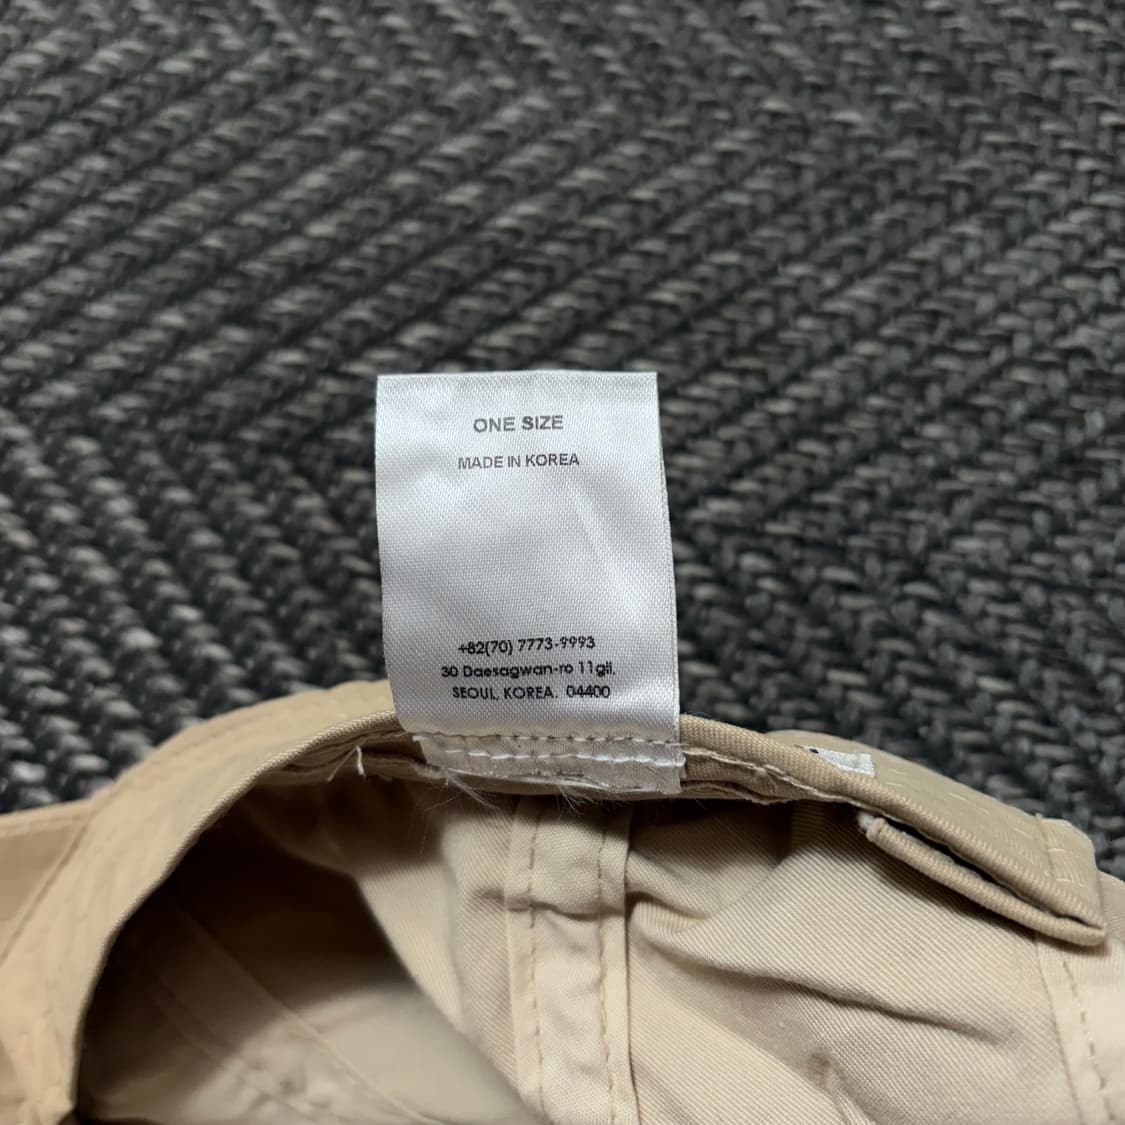 ONE SIZE
MADE IN KOREA
+82(70) 7773-9993
30 Daesagwan-ro 11gil,
SEOUL, KOREA. 04400